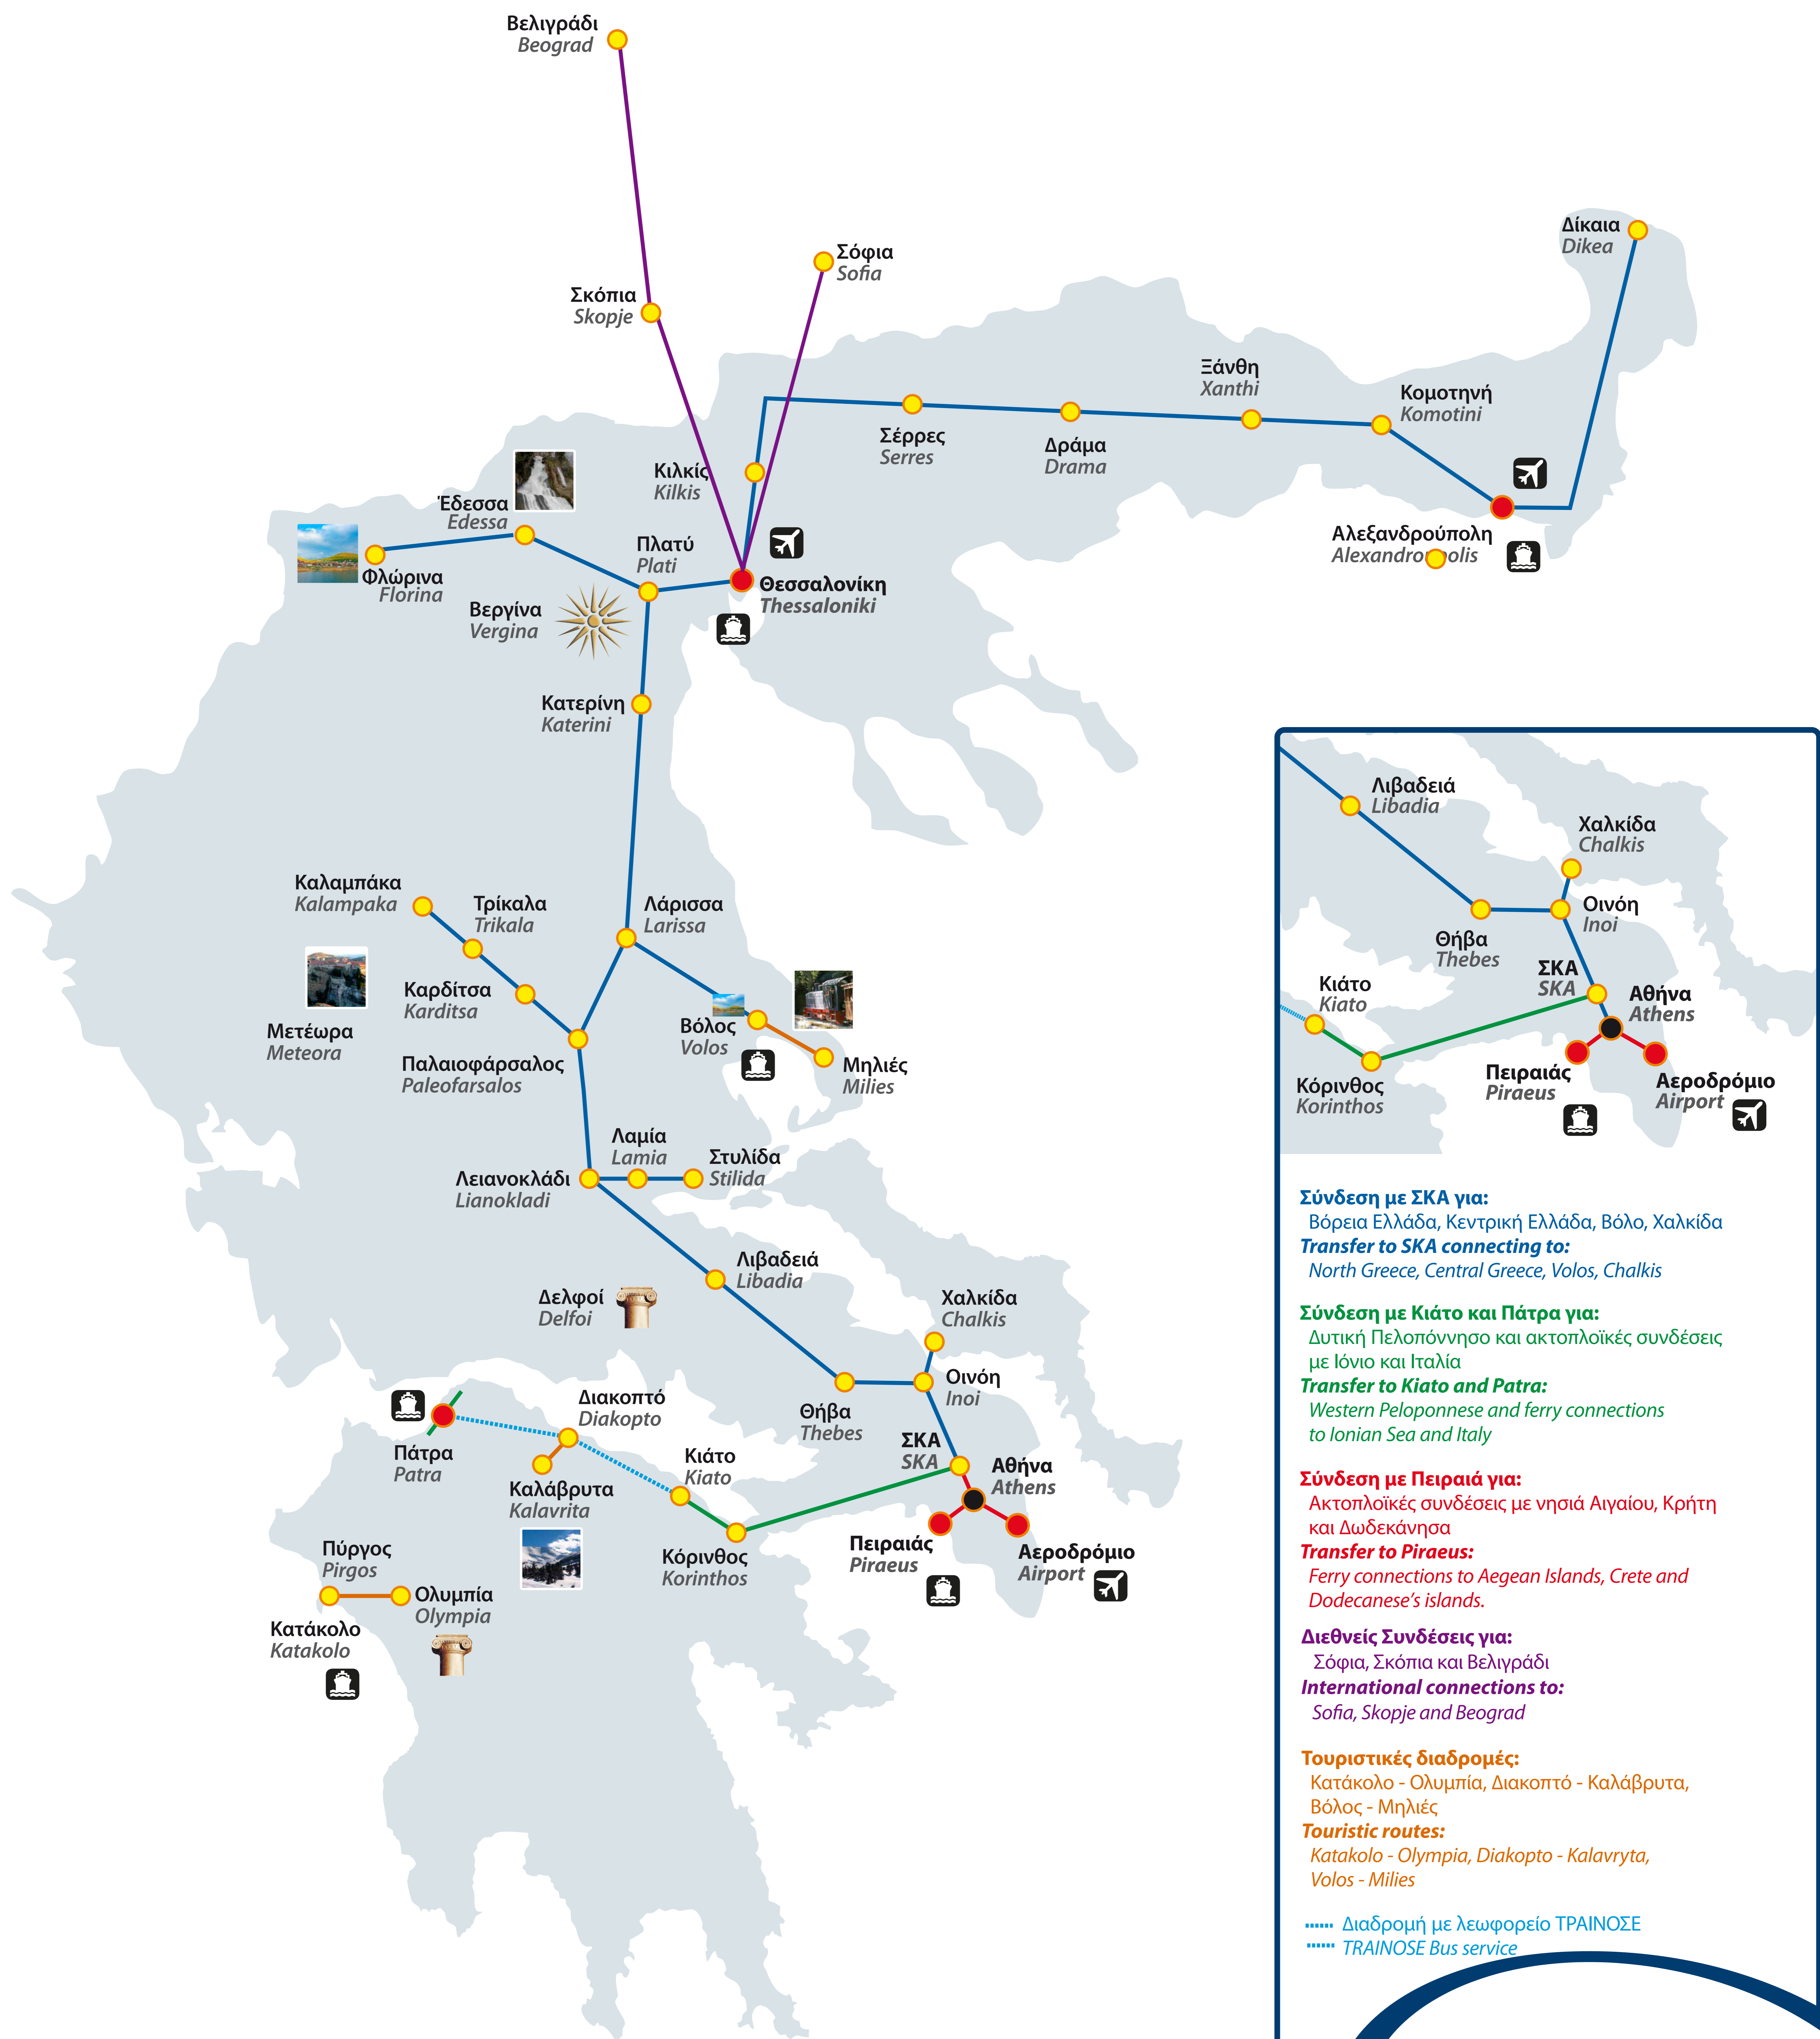 Βελιγράδι
Beograd
Δίκαια
Dikea
Σόφια
Sofia
Σκόπια
Skopje
Ξάνθη
Xanthi
Κομοτηνή
Komotini
Σέρρες
Serres
Δράμα
Drama
Κιλκίς
Kilkis
Έδεσσα
Edessa
Αλεξανδρούπολη
Alexandroupolis
Πλατύ
Plati
Φλώρινα
Florina
Θεσσαλονίκη
Thessaloniki
Βεργίνα
Vergina
Κατερίνη
Katerini
Καλαμπάκα
Kalampaka
Τρίκαλα
Trikala
Λάρισσα
Larissa
Καρδίτσα
Karditsa
Μετέωρα
Meteora
Βόλος
Volos
Παλαιοφάρσαλος
Paleofarsalos
Μηλιές
Milies
Λαμία
Lamia
Στυλίδα
Stilida
Λειανοκλάδι
Lianokladi
Λιβαδειά
Libadia
Δελφοί
Delfoi
Χαλκίδα
Chalkis
Οινόη
Inoi
Θήβα
Thebes
Διακοπτό
Diakopto
Πάτρα
Patra
Κιάτο
Kiato
ΣΚΑ
SKA
Αθήνα
Athens
Καλάβρυτα
Kalavrita
Κόρινθος
Korinthos
Πειραιάς
Piraeus
Αεροδρόμιο
Airport
Πύργος
Pirgos
Ολυμπία
Olympia
Κατάκολο
Katakolo
Λιβαδειά
Libadia
Χαλκίδα
Chalkis
Οινόη
Inoi
Θήβα
Thebes
ΣΚΑ
SKA
Κιάτο
Kiato
Αθήνα
Athens
Κόρινθος
Korinthos
Πειραιάς
Piraeus
Αεροδρόμιο
Airport
Σύνδεση με ΣΚΑ για:
Βόρεια Ελλάδα, Κεντρική Ελλάδα, Βόλο, Χαλκίδα
Transfer to SKA connecting to:
North Greece, Central Greece, Volos, Chalkis
Σύνδεση με Κιάτο και Πάτρα για:
Δυτική Πελοπόννησο και ακτοπλοϊκές συνδέσεις
με Ιόνιο και Ιταλία
Transfer to Kiato and Patra:
Western Peloponnese and ferry connections
to Ionian Sea and Italy
Σύνδεση με Πειραιά για:
Ακτοπλοϊκές συνδέσεις με νησιά Αιγαίου, Κρήτη
και Δωδεκάνησα
Transfer to Piraeus:
Ferry connections to Aegean Islands, Crete and
Dodecanese’s islands.
Διεθνείς Συνδέσεις για:
Σόφια, Σκόπια και Βελιγράδι
International connections to:
Sofia, Skopje and Beograd
Τουριστικές διαδρομές:
Κατάκολο - Ολυμπία, Διακοπτό - Καλάβρυτα,
Βόλος - Μηλιές
Touristic routes:
Katakolo - Olympia, Diakopto - Kalavryta,
Volos - Milies
Διαδρομή με λεωφορείο ΤΡΑΙΝΟΣΕ
TRAINOSE Bus service